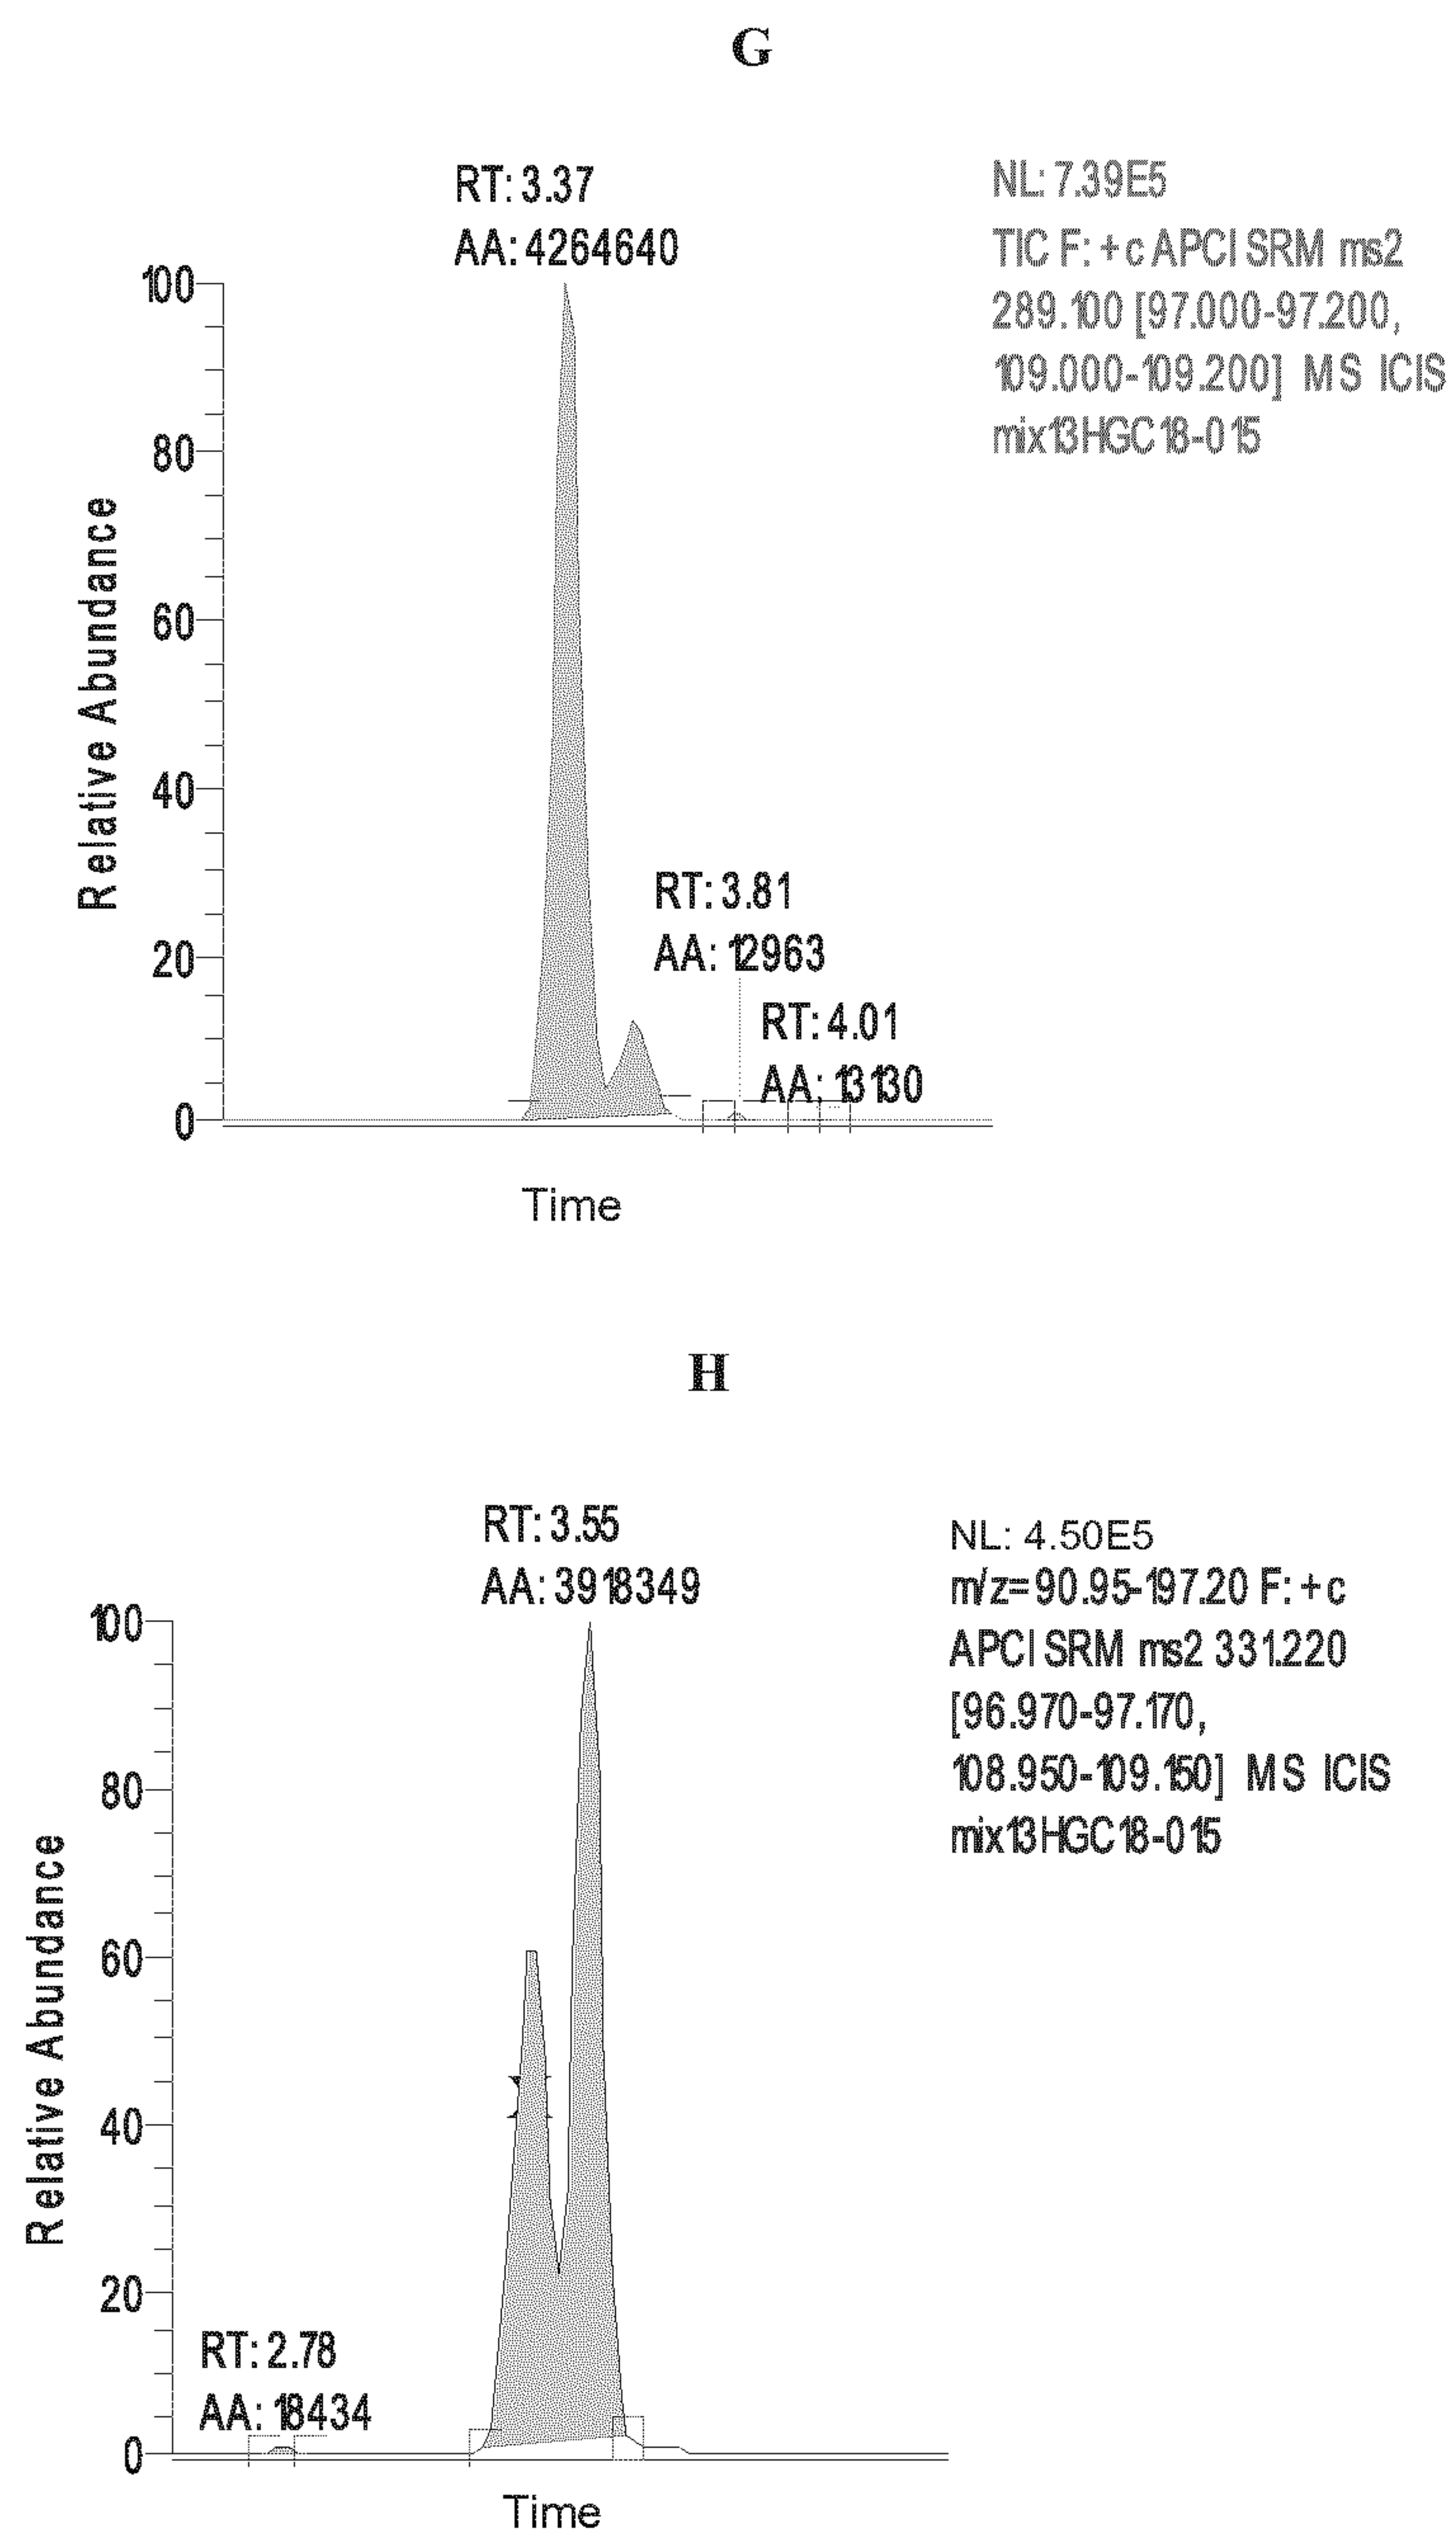 G
RT: 3.37
AA: 4264640
NL: 7.39E5
TIC F: + c APCI SRM ms2
289.100 [97.000-97.200,
109.000-109.200] MS ICIS
mix13HGC18-015
100
80
60
40
20
0
Relative Abundance
RT: 3.81
AA: 12963
RT: 4.01
AA: 13130
Time
H
RT: 3.55
AA: 3918349
NL: 4.50E5
m/z= 90.95-197.20 F: + c
APCI SRM ms2 331.220
[96.970-97.170,
108.950-109.150] MS ICIS
mix13HGC18-015
100
80
60
40
20
0
Relative Abundance
RT: 2.78
AA: 18434
Time